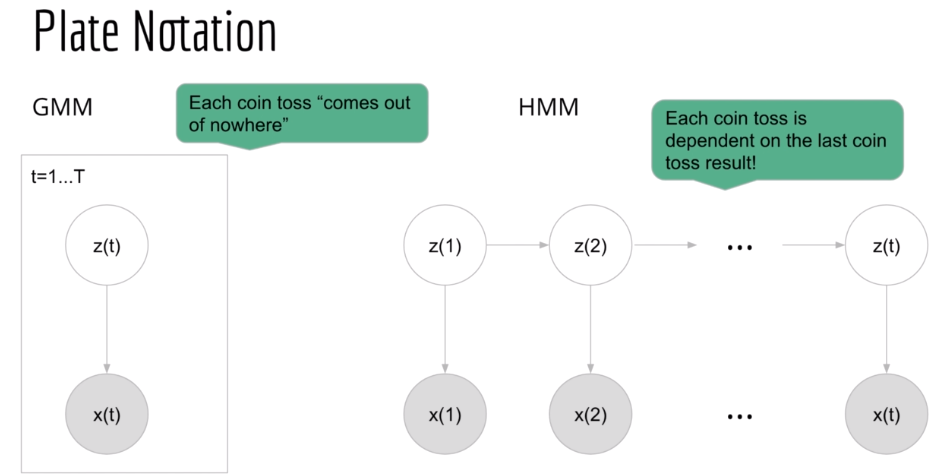 Plate Notation
GMM
Each coin toss “comes out
of nowhere”
HMM
Each coin toss is
dependent on the last coin
toss result!
t=1...T
z(t)
z(1)
z(2)
...
z(t)
x(t)
x(1)
x(2)
...
x(t)